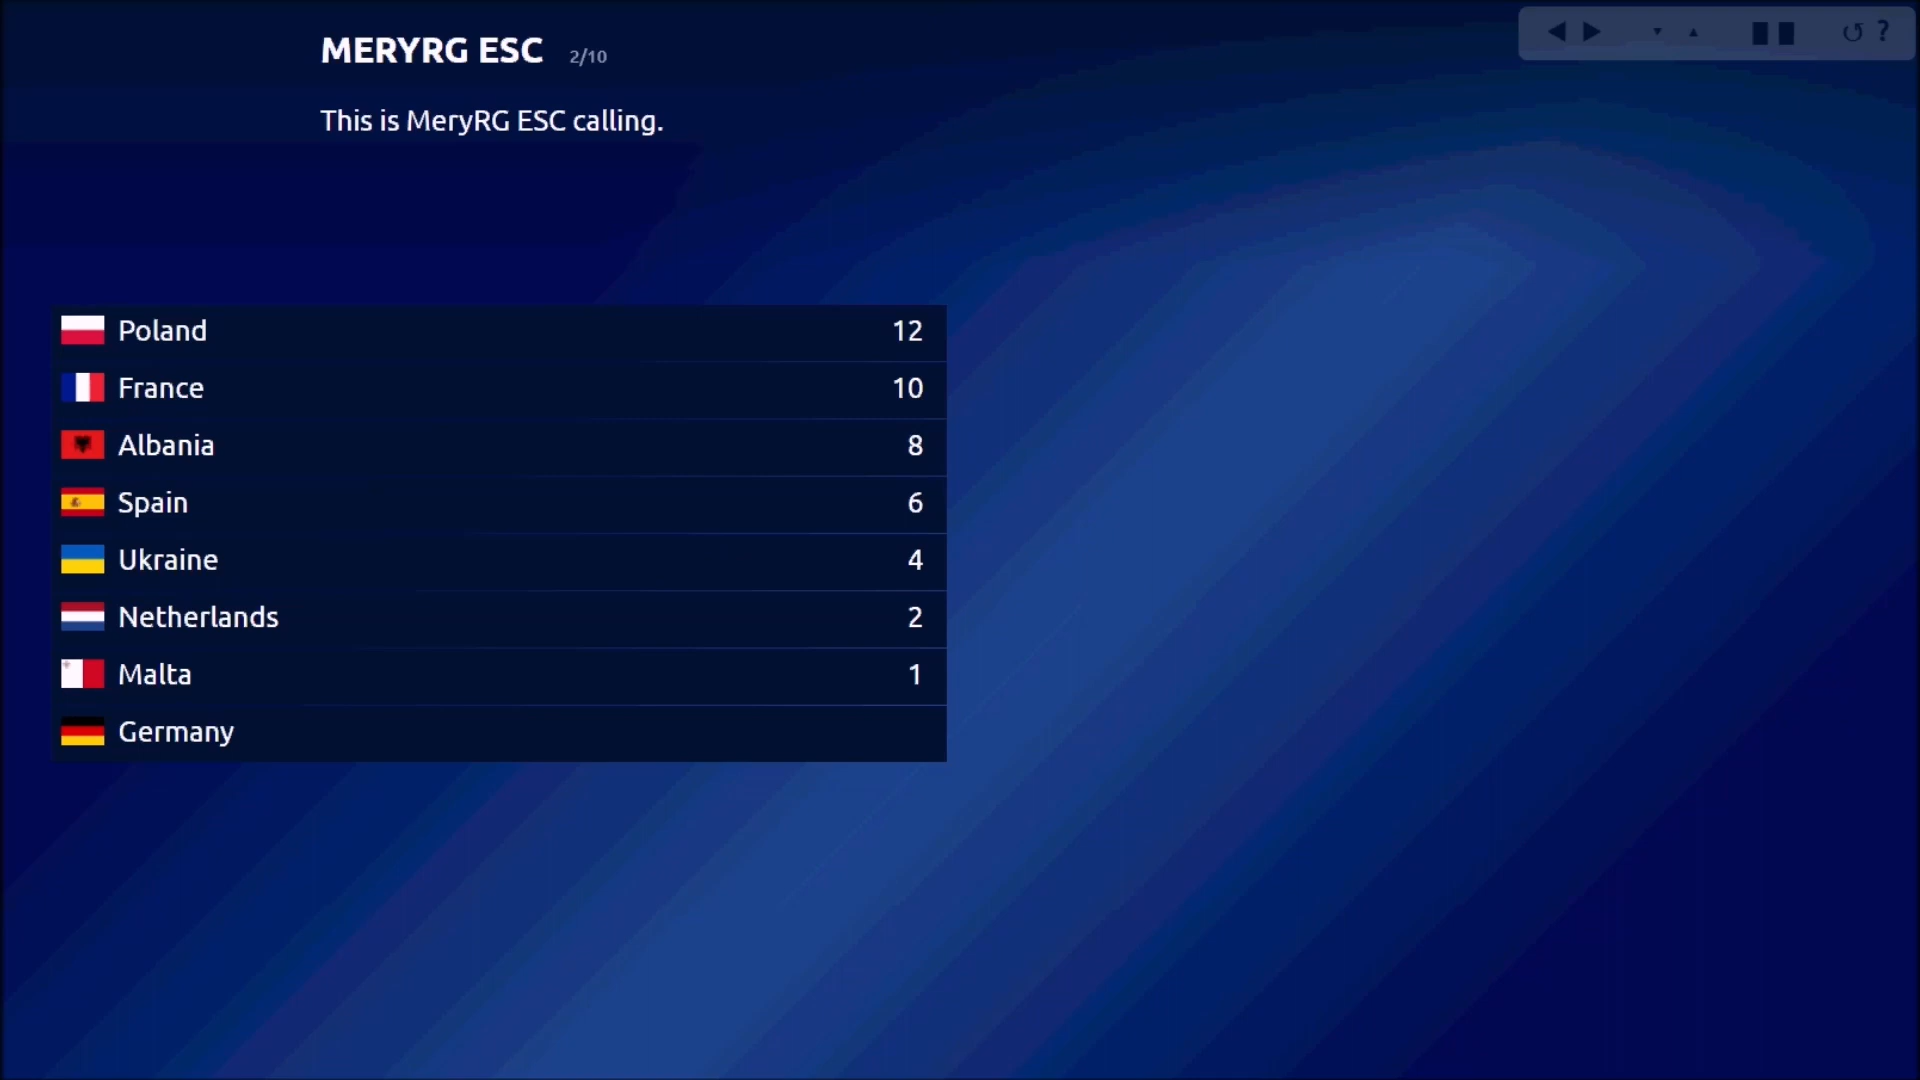 MERYRG ESC 2/10
This is MeryRG ESC calling.
Poland 12
France 10
Albania 8
Spain 6
Ukraine 4
Netherlands 2
Malta 1
Germany
?